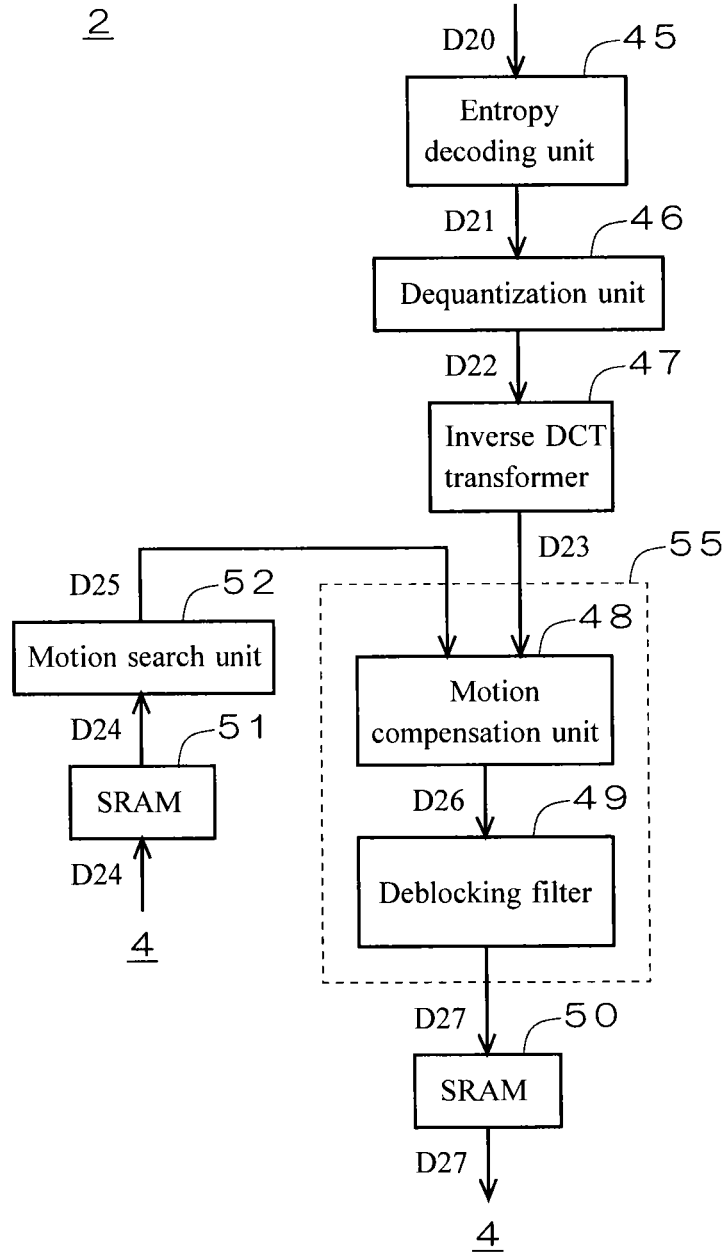 2
D20
45
Entropy
decoding unit
D21
46
Dequantization unit
D22
47
Inverse DCT
transformer
D23
55
D25
52
Motion search unit
48
Motion
compensation unit
D24
51
SRAM
D24
4
D26
49
Deblocking filter
D27
50
SRAM
D27
4